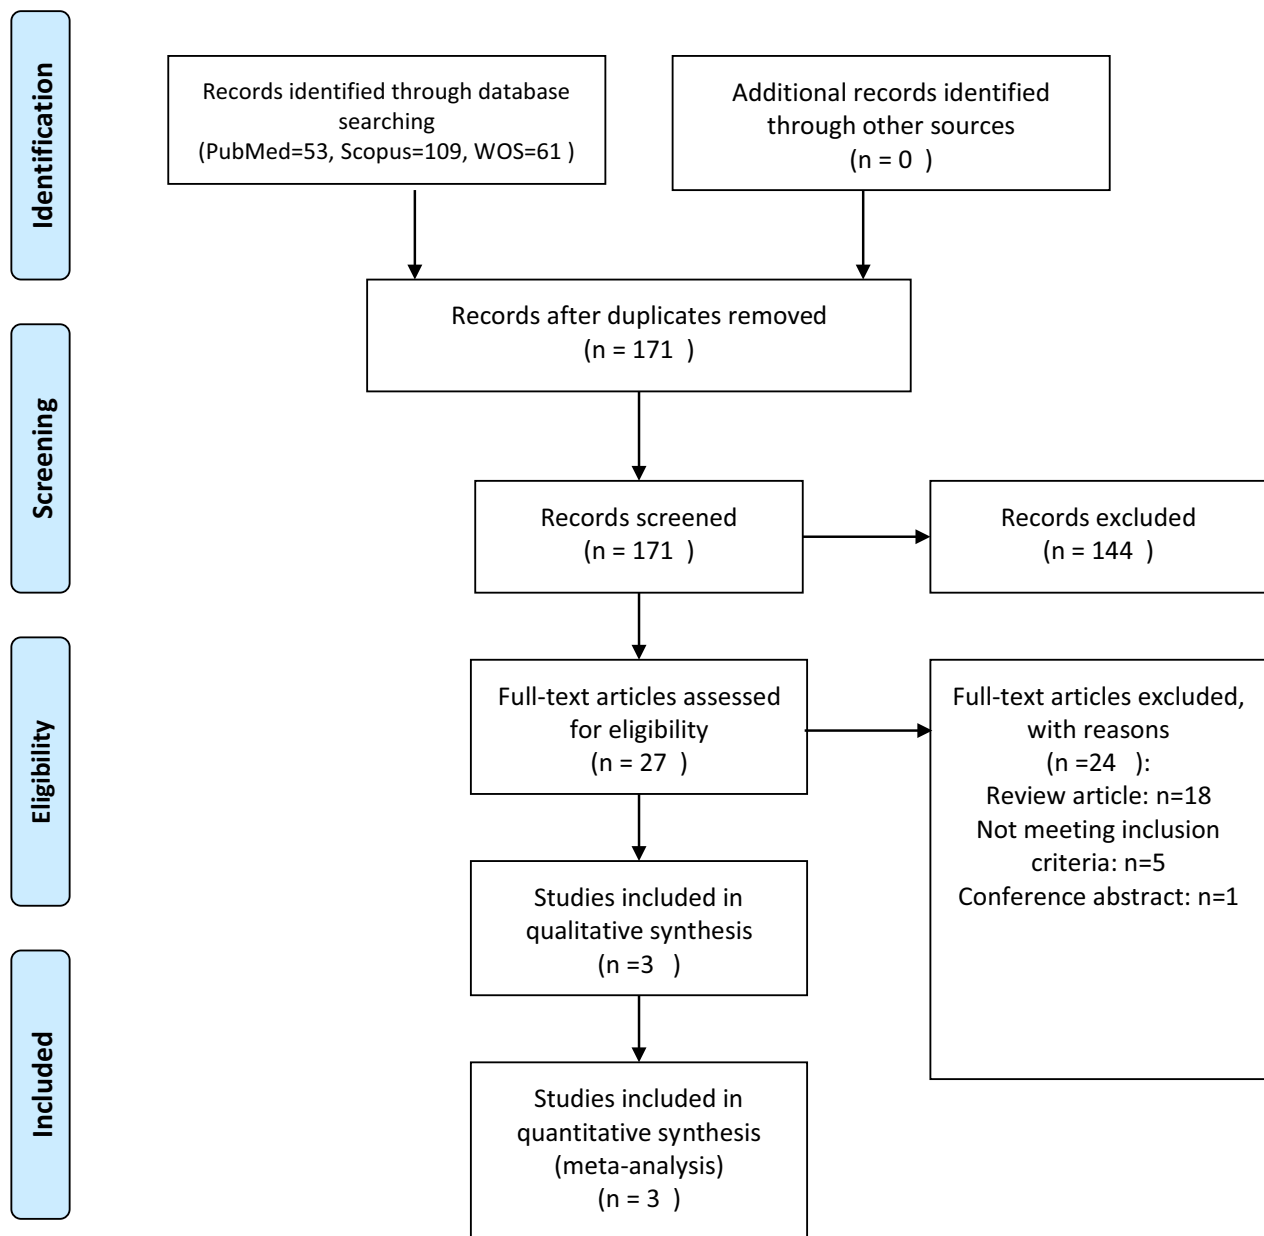 Identification
Records identified through database
searching
(PubMed=53, Scopus=109, WOS=61 )
Additional records identified
through other sources
(n = 0 )
Records after duplicates removed
(n = 171 )
Screening
Records screened
(n = 171 )
Records excluded
(n = 144 )
Eligibility
Full-text articles assessed
for eligibility
(n = 27 )
Full-text articles excluded,
with reasons
(n =24 ):
Review article: n=18
Not meeting inclusion
criteria: n=5
Conference abstract: n=1
Studies included in
qualitative synthesis
(n =3 )
Included
Studies included in
quantitative synthesis
(meta-analysis)
(n = 3 )